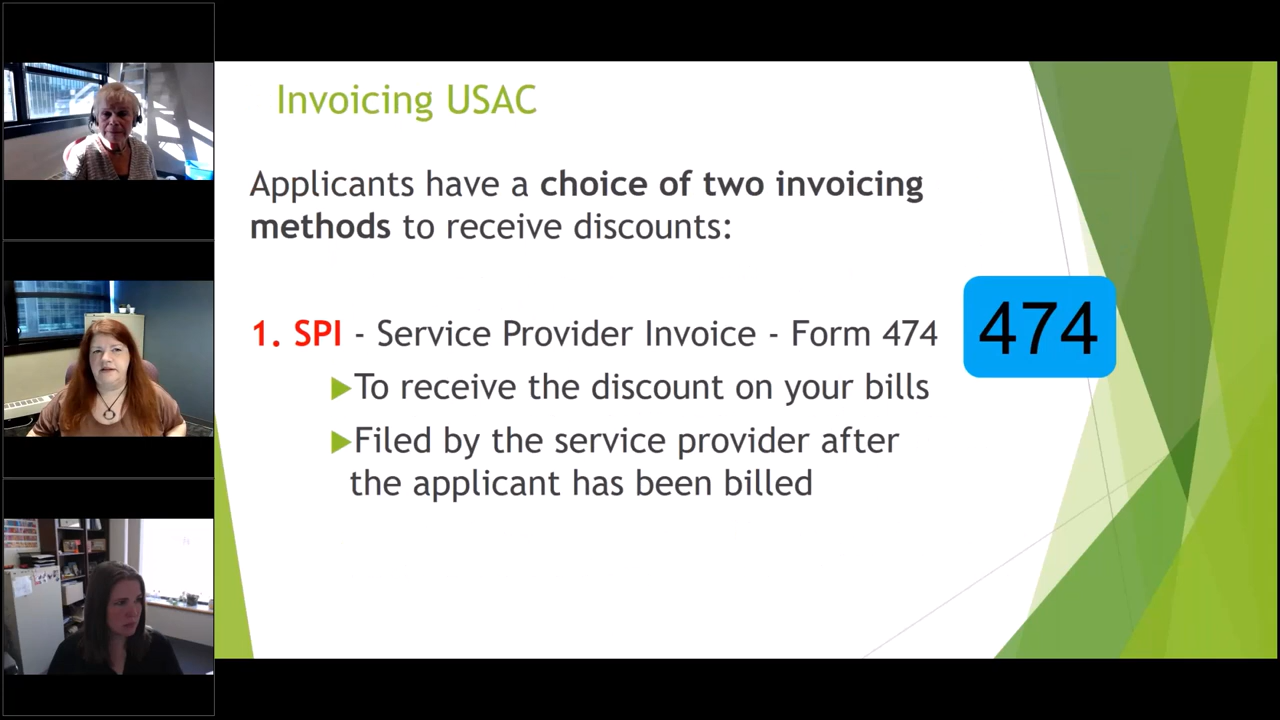 Invoicing USAC
Applicants have a choice of two invoicing
methods to receive discounts:
1. SPI - Service Provider Invoice - Form 474
474
To receive the discount on your bills
Filed by the service provider after
the applicant has been billed